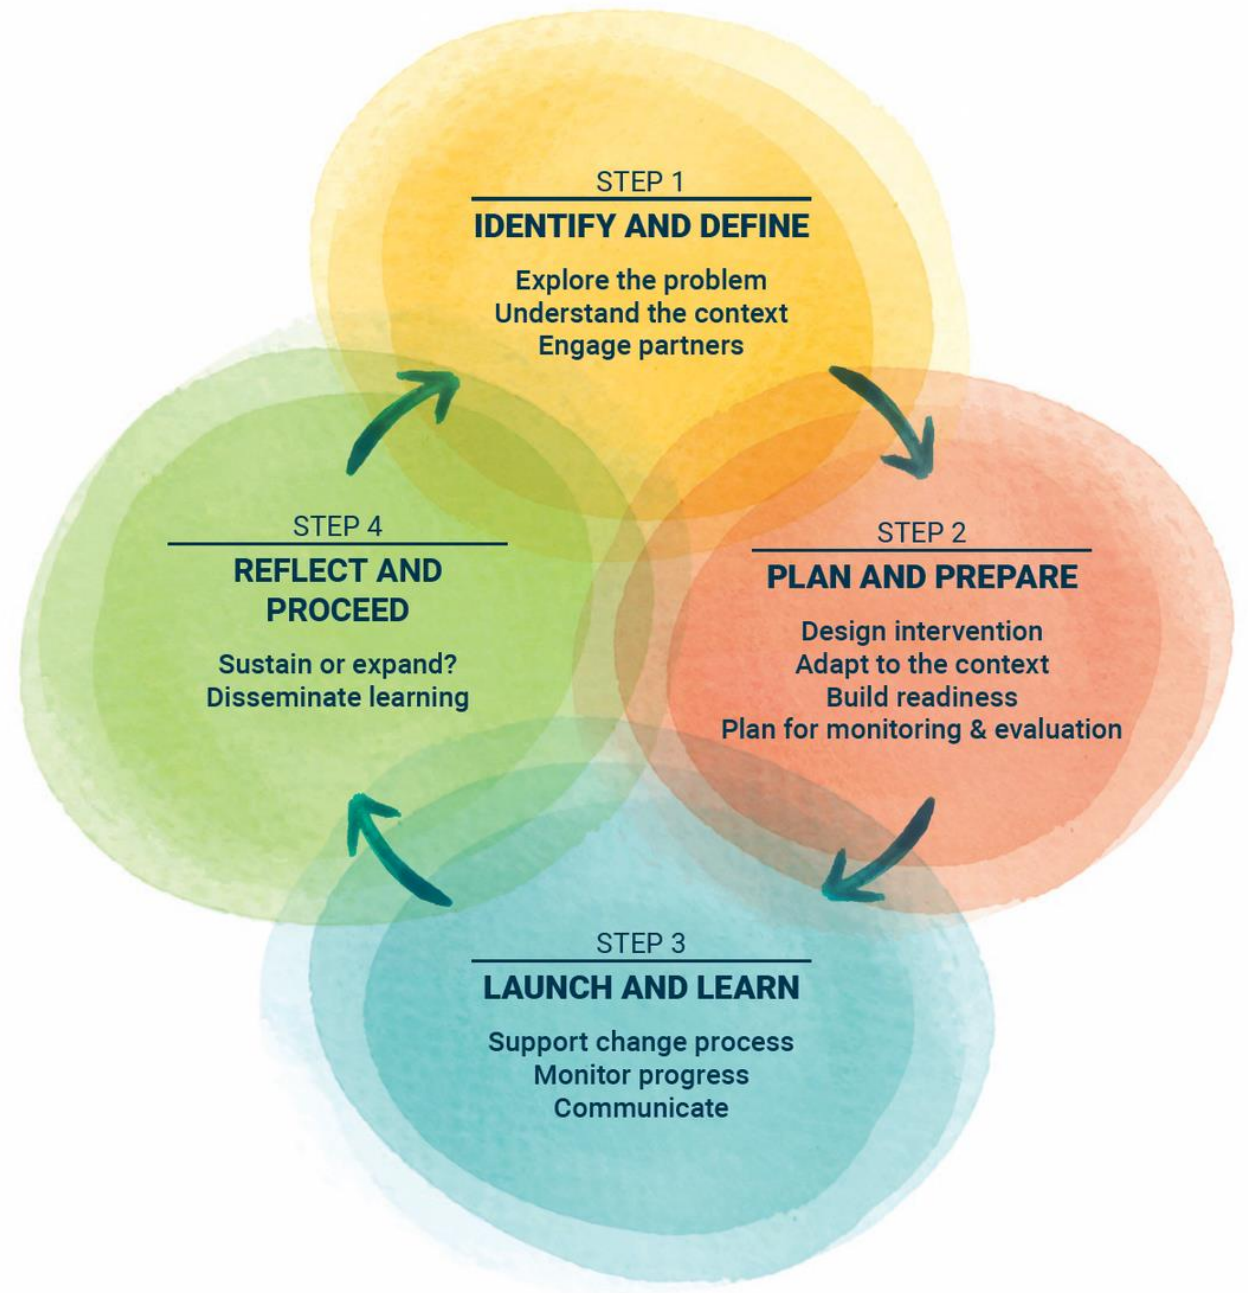 STEP 1
IDENTIFY AND DEFINE
Explore the problem
Understand the context
Engage partners
STEP 2
PLAN AND PREPARE
Design intervention
Adapt to the context
Build readiness
Plan for monitoring & evaluation
STEP 3
LAUNCH AND LEARN
Support change process
Monitor progress
Communicate
STEP 4
REFLECT AND
PROCEED
Sustain or expand?
Disseminate learning